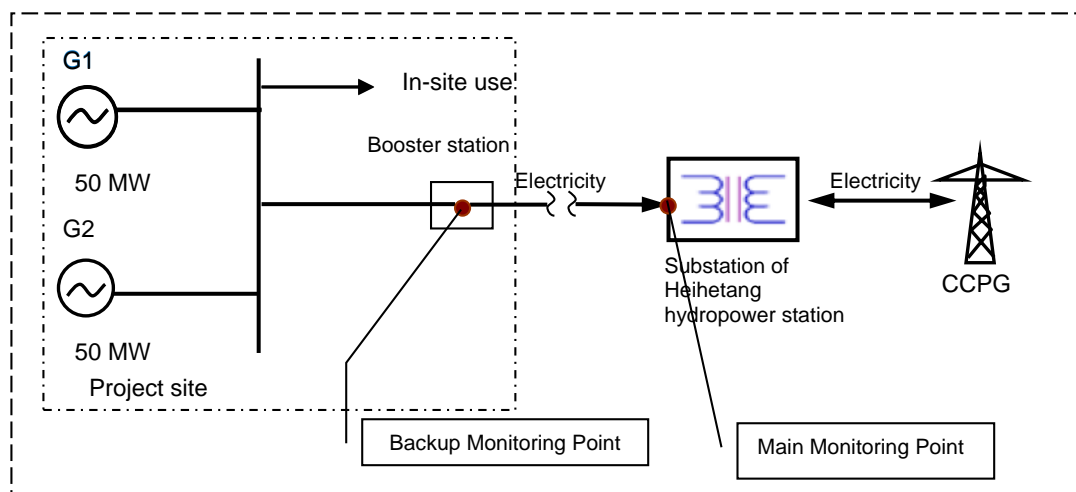 G1
In-site use
Booster station
50 MW
Electricity
Electricity
G2
Substation of
Heihetang
hydropower station
CCPG
50 MW
Project site
Backup Monitoring Point
Main Monitoring Point